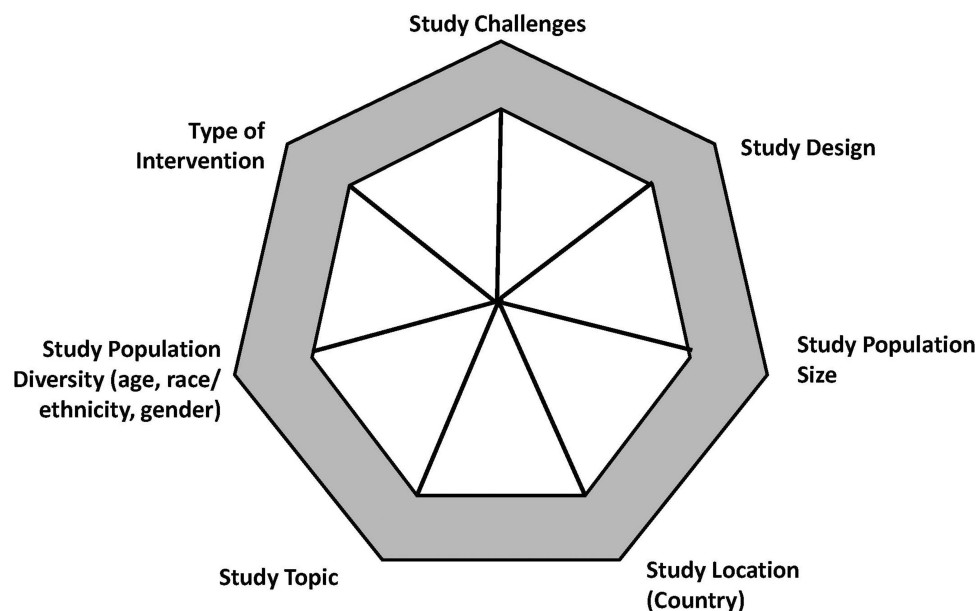 Study Challenges
Type of
Intervention
Study Design
Study Population
Diversity (age, race/
ethnicity, gender)
Study Population
Size
Study Topic
Study Location
(Country)